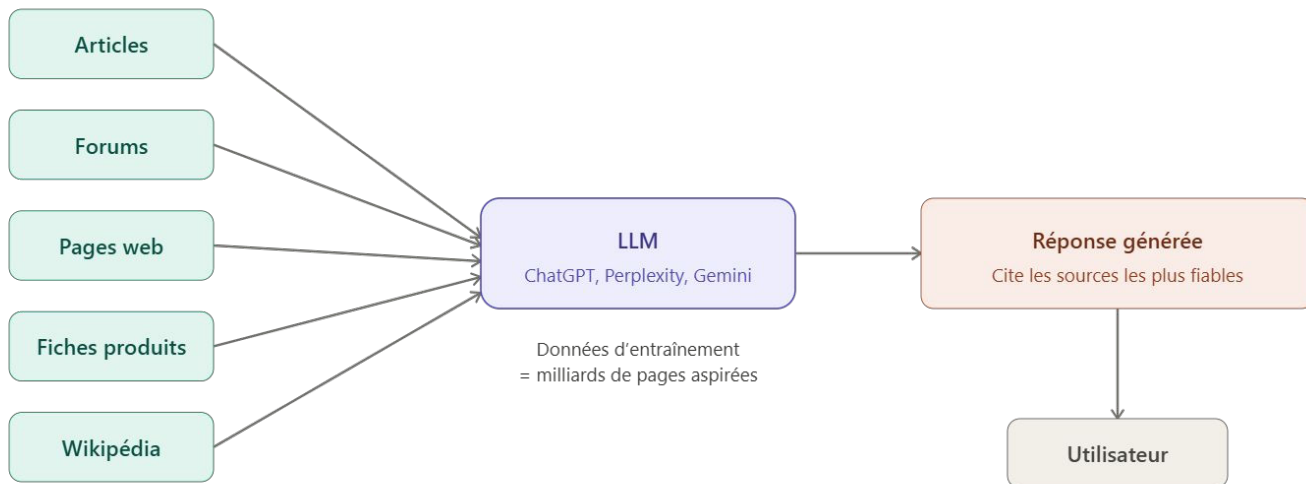 Articles
Forums
Pages web
Fiches produits
Wikipédia
LLM
ChatGPT, Perplexity, Gemini
Données d’entraînement
= milliards de pages aspirées
Réponse générée
Cite les sources les plus fiables
Utilisateur